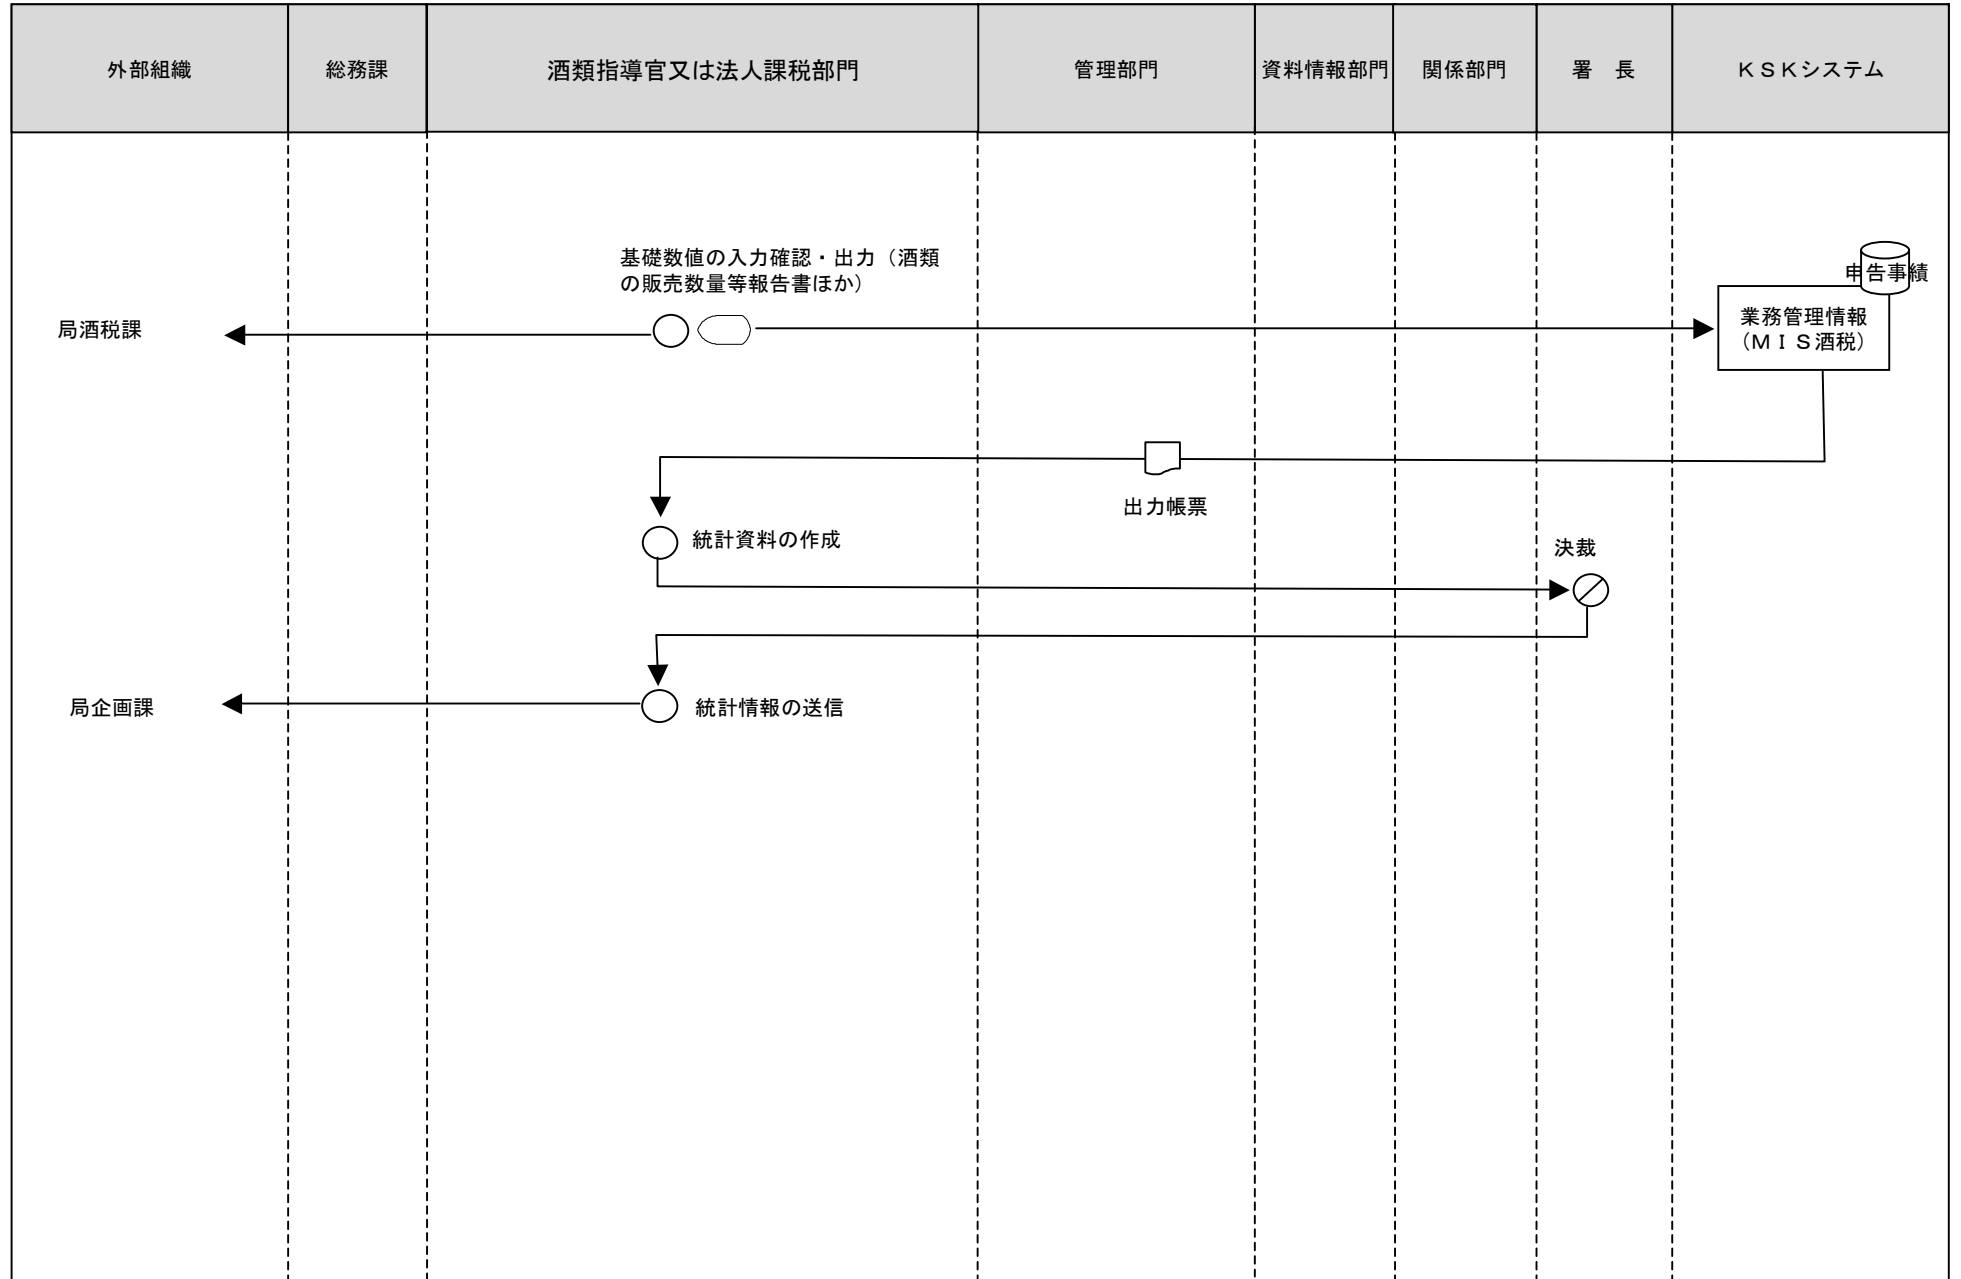 外部組織
総務課
酒類指導官又は法人課税部門
管理部門
資料情報部門
関係部門
署　長
ＫＳＫシステム
基礎数値の入力確認・出力（酒類
の販売数量等報告書ほか）
申告事績
局酒税課
業務管理情報
（ＭＩＳ酒税）
出力帳票
統計資料の作成
決裁
局企画課
統計情報の送信